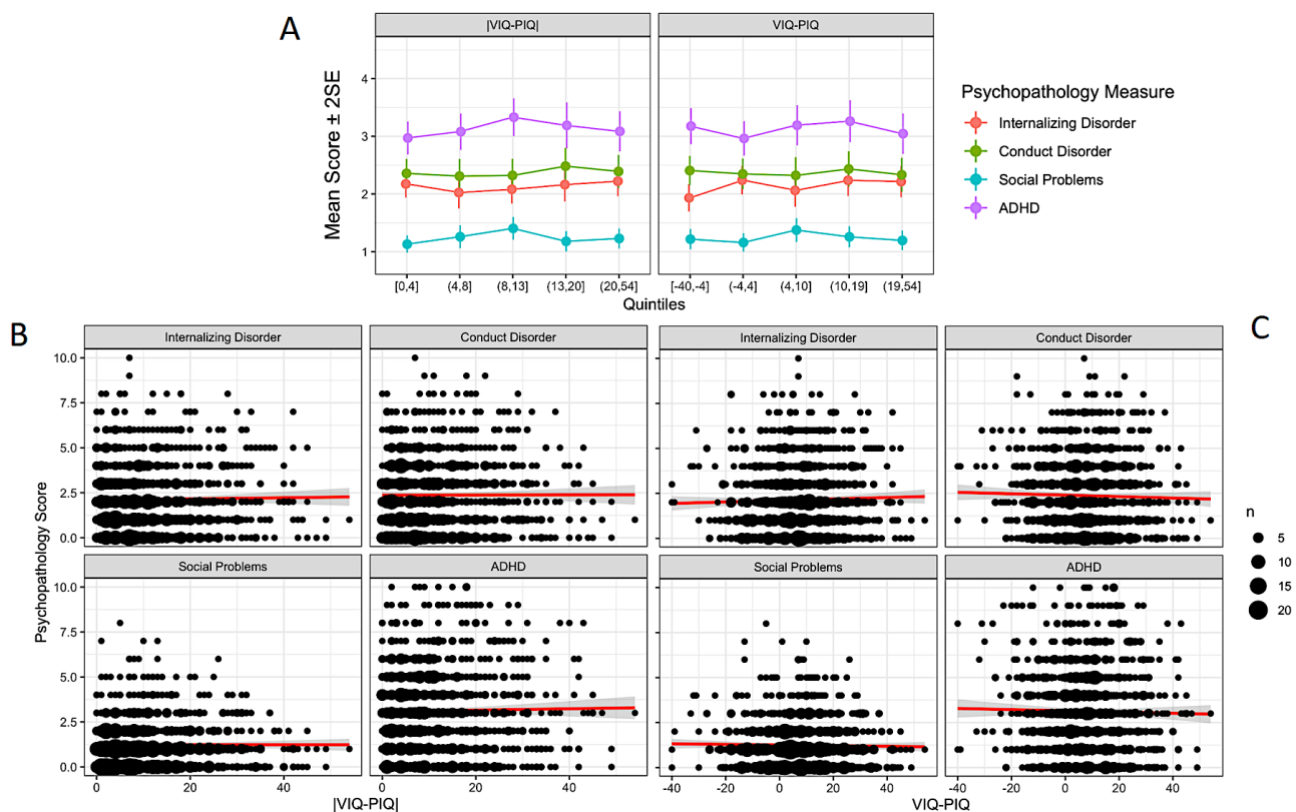 A
|VIQ-PIQ|
VIQ-PIQ
Mean Score ± 2SE
4
3
2
1
[0,4]
(4,8]
(8,13]
(13,20]
(20,54]
[-40,-4]
(-4,4]
(4,10]
(10,19]
(19,54]
Quintiles
Psychopathology Measure
Internalizing Disorder
Conduct Disorder
Social Problems
ADHD
B
C
Internalizing Disorder
Conduct Disorder
Internalizing Disorder
Conduct Disorder
10.0
7.5
5.0
2.5
0.0
Social Problems
ADHD
Social Problems
ADHD
10.0
7.5
5.0
2.5
0.0
Psychopathology Score
0
20
40
0
20
40
-40
-20
0
20
40
-40
-20
0
20
40
|VIQ-PIQ|
VIQ-PIQ
n
5
10
15
20